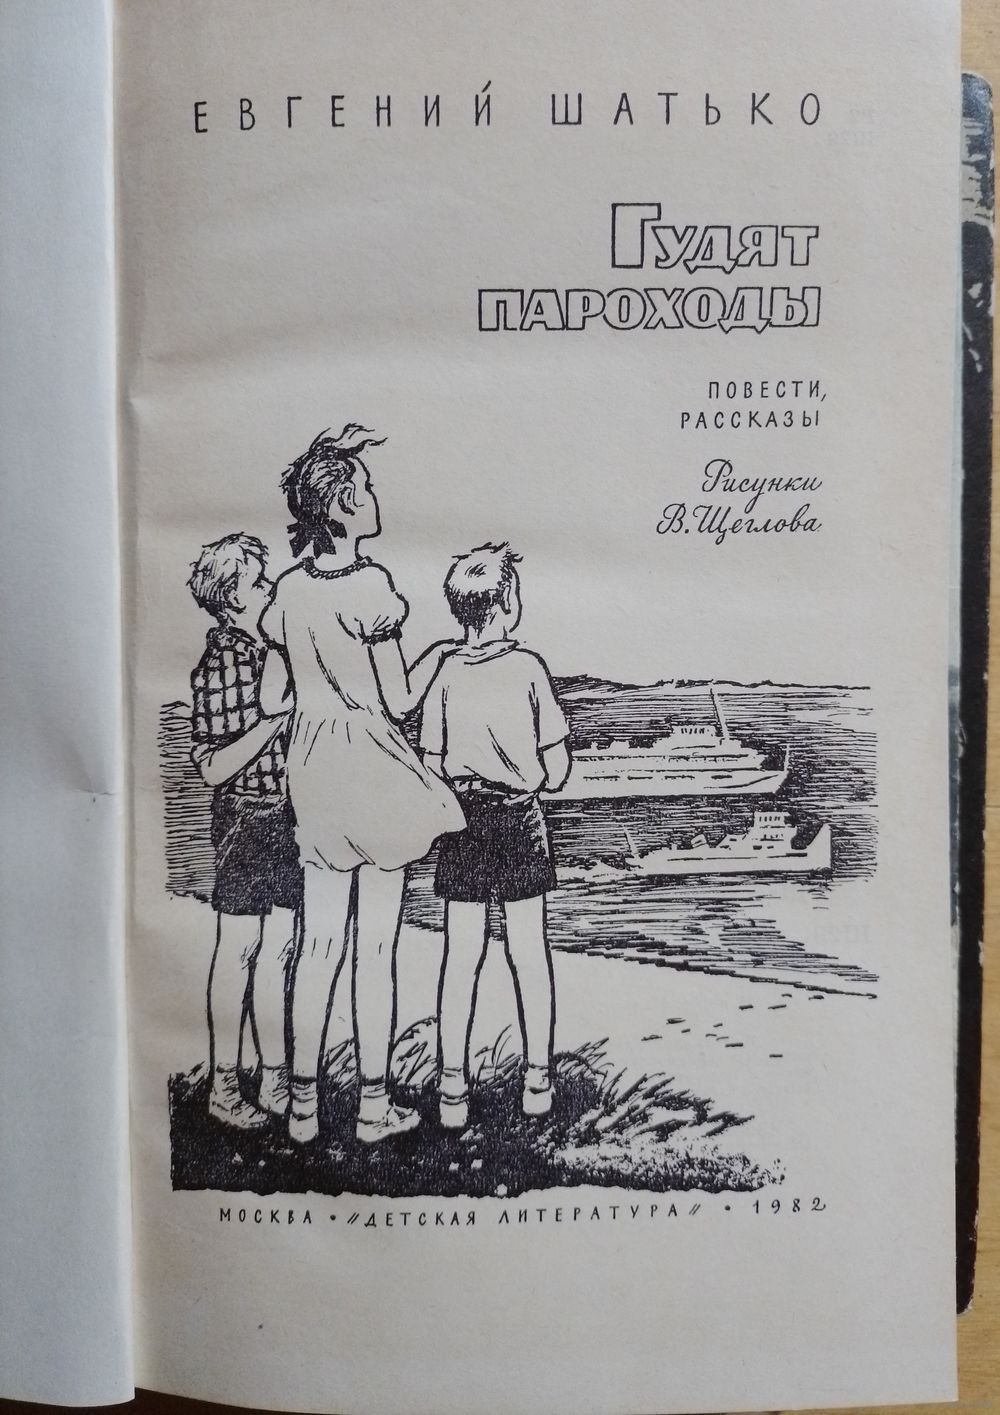 ЕВГЕНИЙ ШАТЬКО
ГУДЯТ
ПАРОХОДЫ
ПОВЕСТИ,
РАССКАЗЫ
Рисунки
В. Щеглова
МОСКВА • "ДЕТСКАЯ ЛИТЕРАТУРА" • 1982